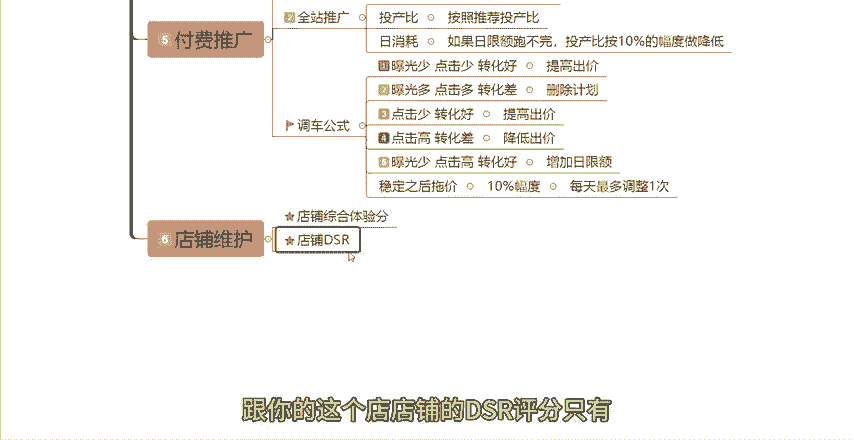 2 全站推广
投产比 按照推荐投产比
日消耗 如果日限额跑不完，投产比按10%的幅度做降低
5 付费推广
1 曝光少 点击少 转化好 提高出价
2 曝光多 点击多 转化差 删除计划
3 点击少 转化好 提高出价
调车公式
4 点击高 转化差 降低出价
5 曝光少 点击高 转化好 增加日限额
稳定之后拖价 10%幅度 每天最多调整1次
店铺综合体验分
6 店铺维护
店铺DSR
跟你的这个店店铺的DSR评分只有